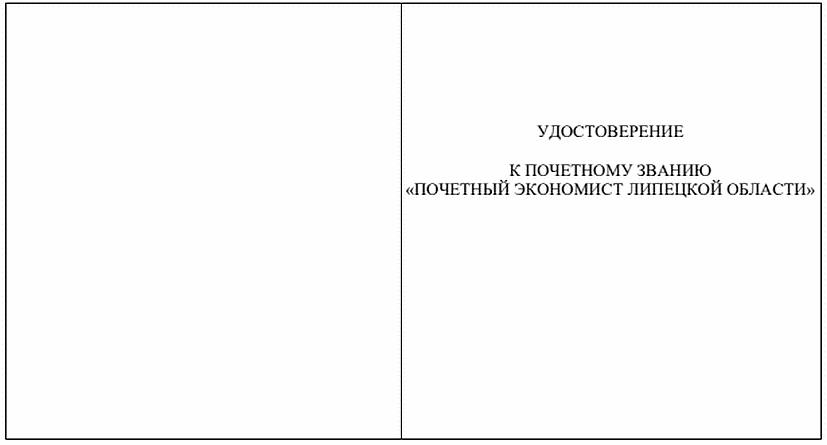 УДОСТОВЕРЕНИЕ
К ПОЧЕТНОМУ ЗВАНИЮ
«ПОЧЕТНЫЙ ЭКОНОМИСТ ЛИПЕЦКОЙ ОБЛАСТИ»